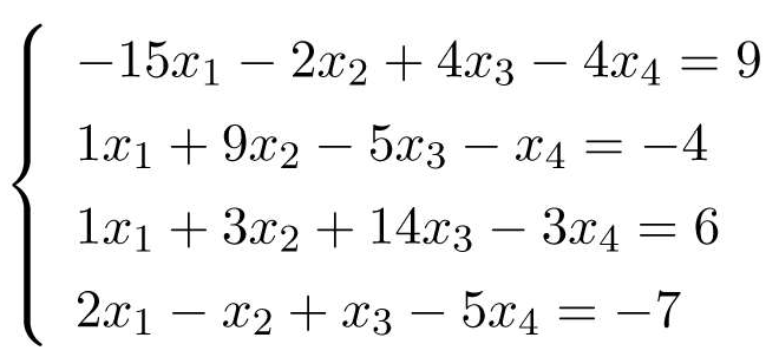 −15x₁ − 2x₂ + 4x₃ − 4x₄ = 9
1x₁ + 9x₂ − 5x₃ − x₄ = −4
1x₁ + 3x₂ + 14x₃ − 3x₄ = 6
2x₁ − x₂ + x₃ − 5x₄ = −7